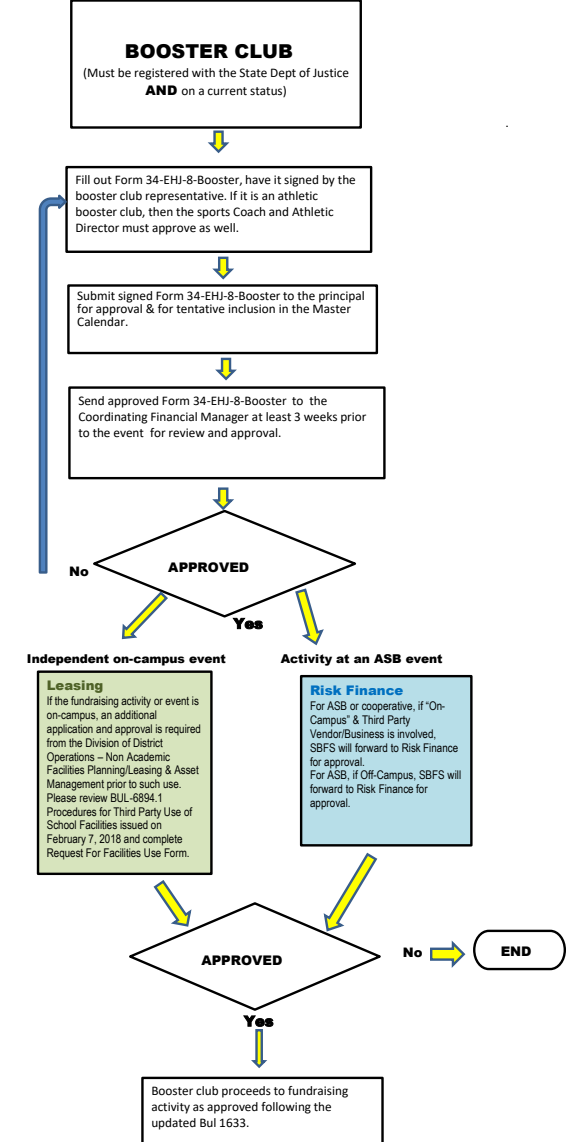 BOOSTER CLUB
(Must be registered with the State Dept of Justice
AND on a current status)
Fill out Form 34-EHJ-8-Booster, have it signed by the
booster club representative. If it is an athletic
booster club, then the sports Coach and Athletic
Director must approve as well.
Submit signed Form 34-EHJ-8-Booster to the principal
for approval & for tentative inclusion in the Master
Calendar.
Send approved Form 34-EHJ-8-Booster to the
Coordinating Financial Manager at least 3 weeks prior
to the event for review and approval.
APPROVED
No
Yes
Independent on-campus event
Activity at an ASB event
Leasing
If the fundraising activity or event is
on-campus, an additional
application and approval is required
from the Division of District
Operations – Non Academic
Facilities Planning/Leasing & Asset
Management prior to such use.
Please review BUL-6894.1
Procedures for Third Party Use of
School Facilities issued on
February 7, 2018 and complete
Request For Facilities Use Form.
Risk Finance
For ASB or cooperative, if “On-
Campus” & Third Party
Vendor/Business is involved,
SBFS will forward to Risk Finance
for approval.
For ASB, if Off-Campus, SBFS will
forward to Risk Finance for
approval.
APPROVED
No
END
Yes
Booster club proceeds to fundraising
activity as approved following the
updated Bul 1633.